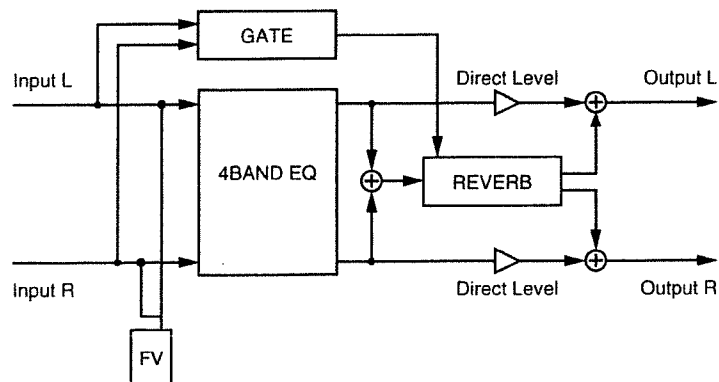 GATE
Input L
Direct Level
Output L
4BAND EQ
REVERB
Input R
Direct Level
Output R
FV